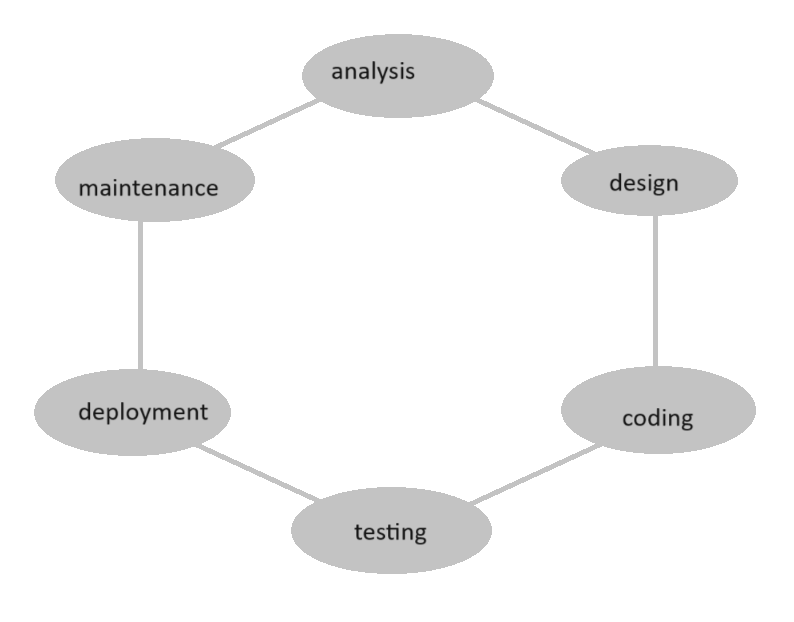 analysis
design
maintenance
coding
deployment
testing